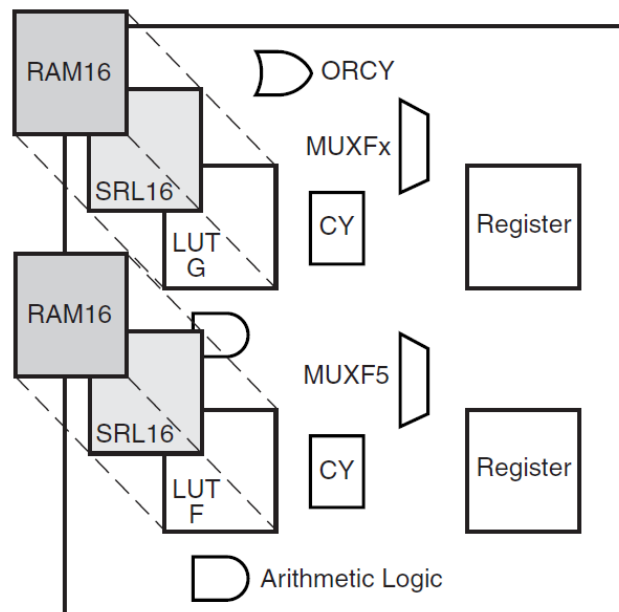 RAM16
ORCY
MUXFx
SRL16
LUT
G
CY
Register
RAM16
MUXF5
SRL16
LUT
F
CY
Register
Arithmetic Logic